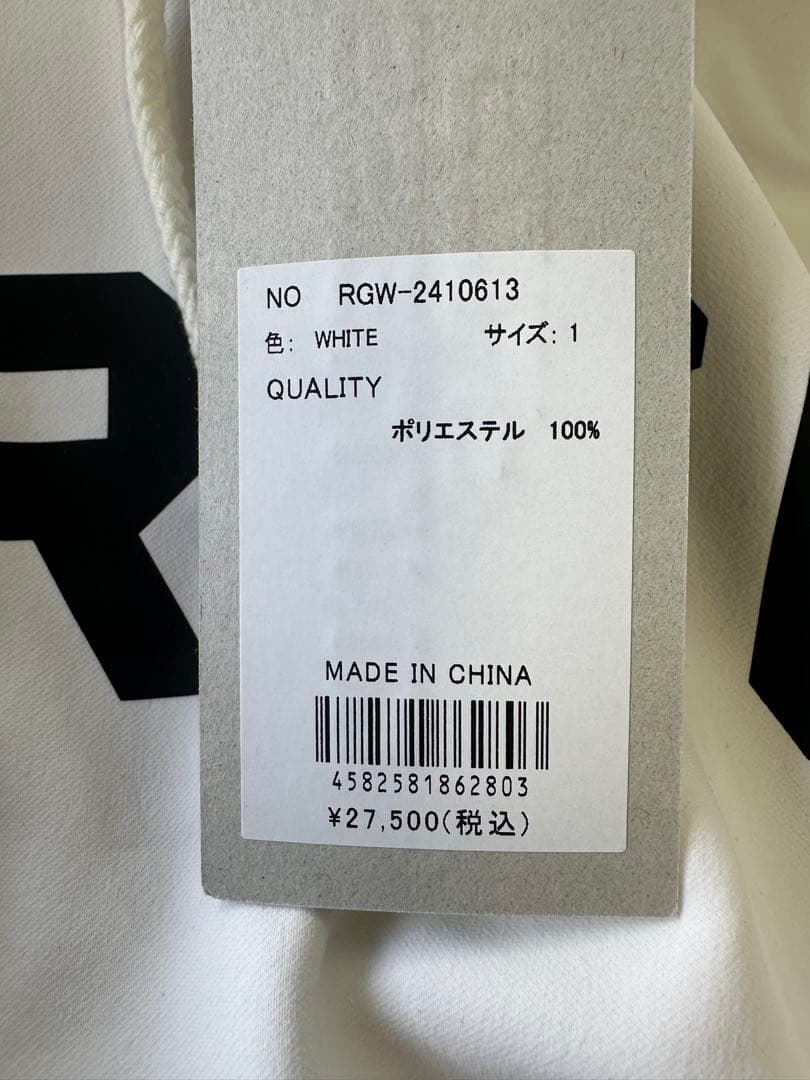 NO RGW-2410613
色: WHITE サイズ: 1
QUALITY
ポリエステル 100%
MADE IN CHINA
4582581862803
¥27,500(税込)
R